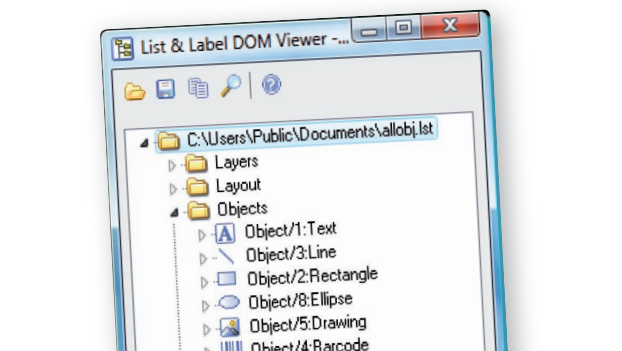 List & Label DOM Viewer -...
C:\Users\Public\Documents\allobj.lst
Layers
Layout
Objects
Object/1:Text
Object/3:Line
Object/2:Rectangle
Object/8:Ellipse
Object/5:Drawing
Object/4:Barcode